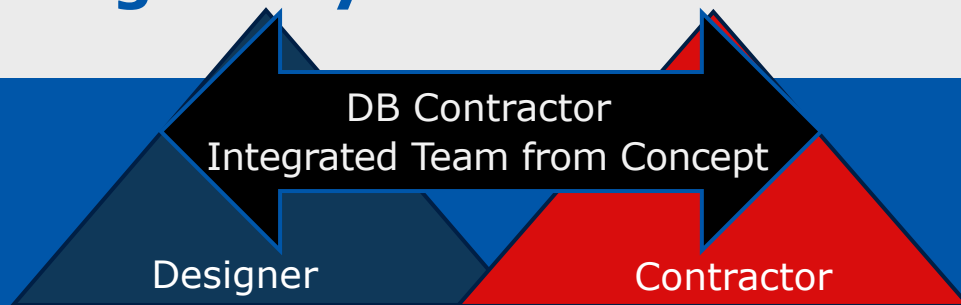 DB Contractor
Integrated Team from Concept
Designer
Contractor